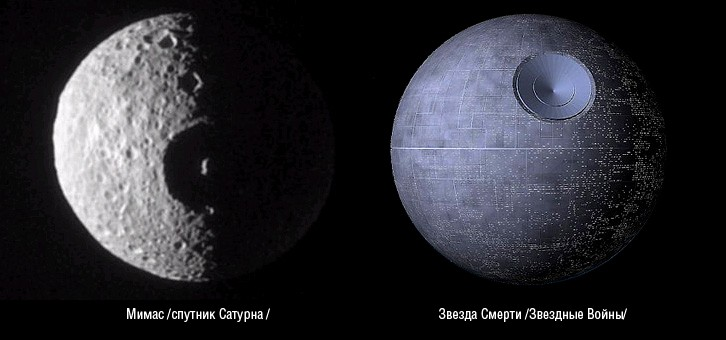 Мимас /спутник Сатурна /
Звезда Смерти /Звездные Войны/